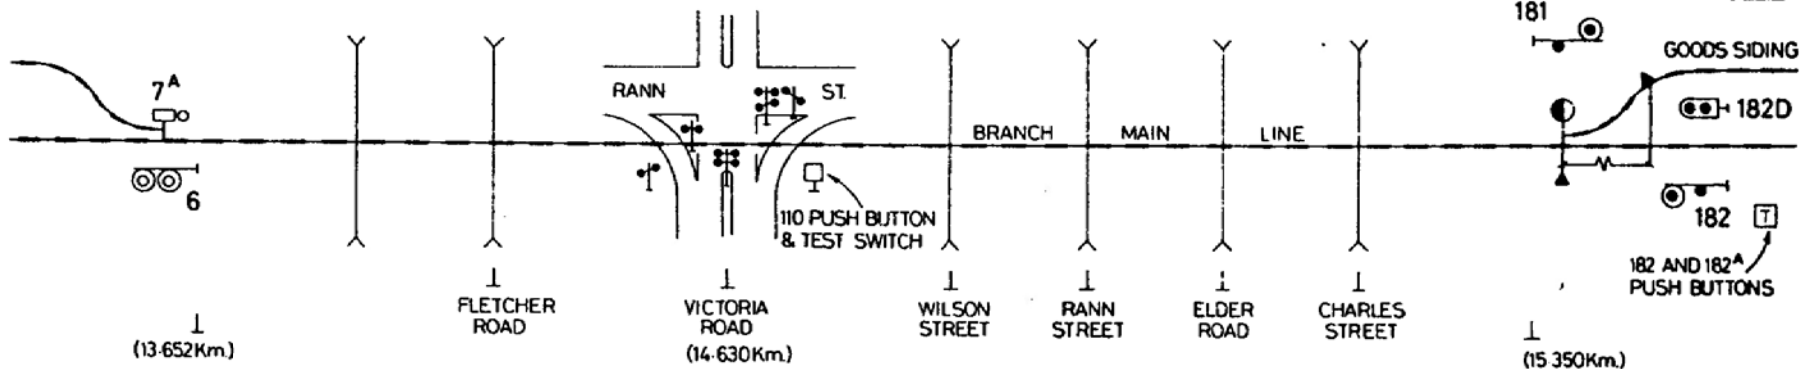 181
GOODS SIDING
7A
RANN
ST.
182D
BRANCH
MAIN
LINE
6
110 PUSH BUTTON
& TEST SWITCH
182
T
182 AND 182A
PUSH BUTTONS
FLETCHER
ROAD
VICTORIA
ROAD
WILSON
STREET
RANN
STREET
ELDER
ROAD
CHARLES
STREET
(13·652Km.)
(14·630Km.)
(15.350Km.)